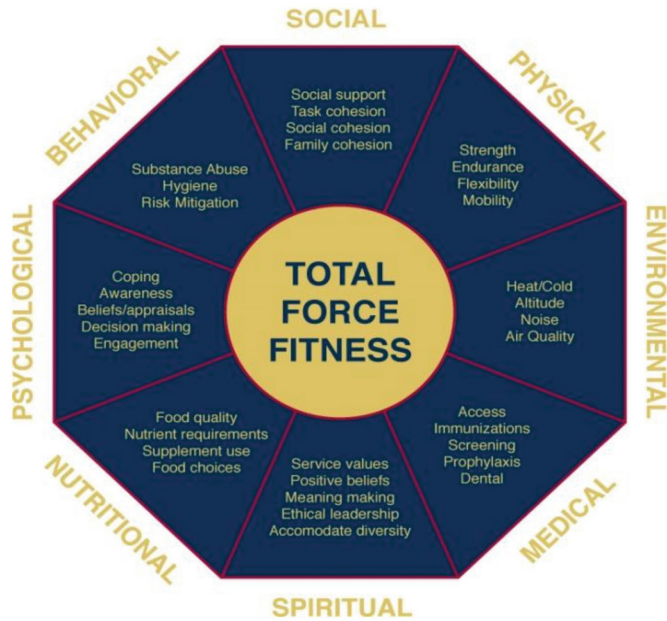 SOCIAL
Social support
Task cohesion
Social cohesion
Family cohesion
PHYSICAL
Strength
Endurance
Flexibility
Mobility
ENVIRONMENTAL
Heat/Cold
Altitude
Noise
Air Quality
MEDICAL
Access
Immunizations
Screening
Prophylaxis
Dental
SPIRITUAL
Service values
Positive beliefs
Meaning making
Ethical leadership
Accomodate diversity
NUTRITIONAL
Food quality
Nutrient requirements
Supplement use
Food choices
PSYCHOLOGICAL
Coping
Awareness
Beliefs/appraisals
Decision making
Engagement
BEHAVIORAL
Substance Abuse
Hygiene
Risk Mitigation
TOTAL
FORCE
FITNESS